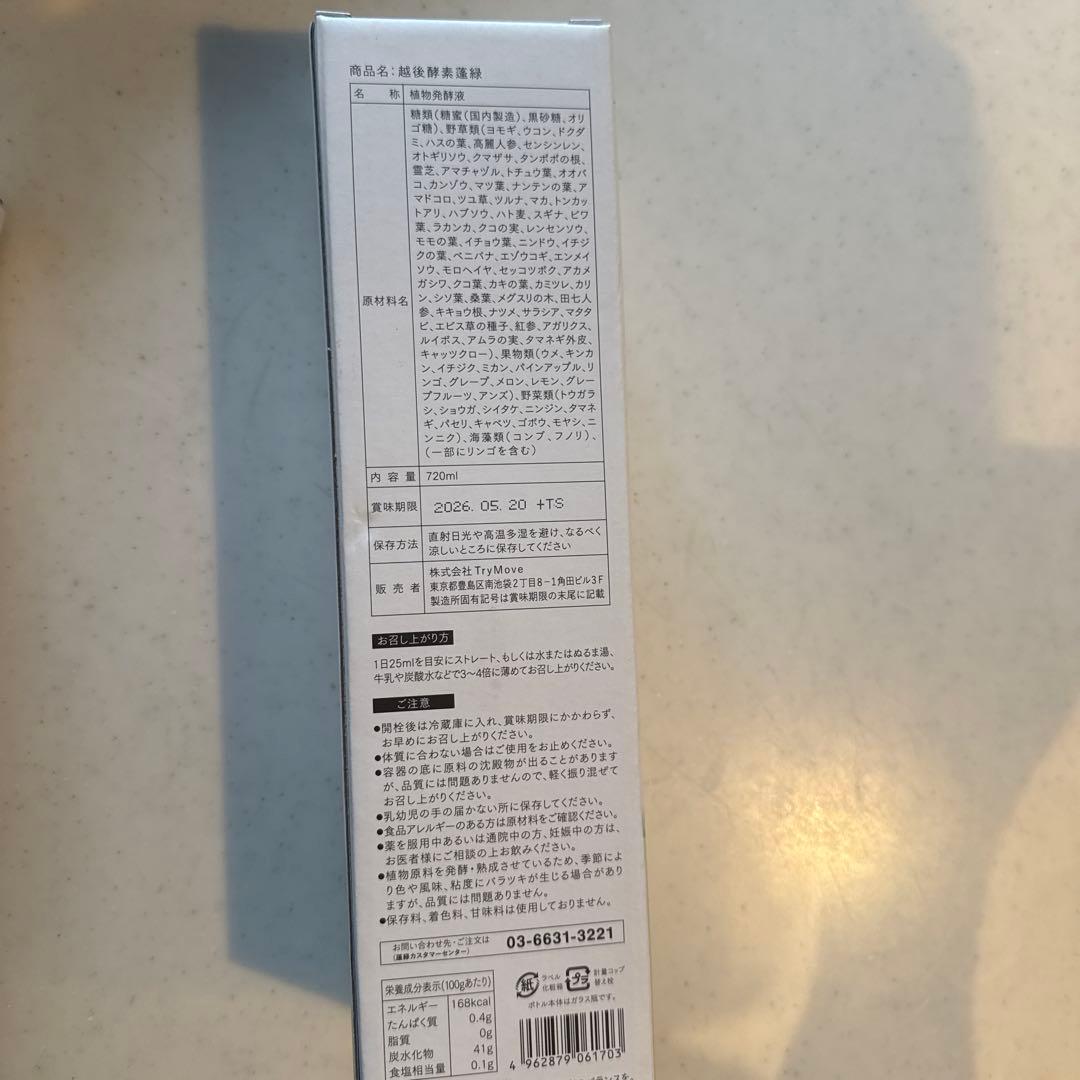 商品名:越後酵素蓬緑
名 称 植物発酵液
原材料名
糖類(糖蜜(国内製造)、黒砂糖、オリ
ゴ糖)、野草類(ヨモギ、ウコン、ドクダ
ミ、ハスの葉、高麗人参、センシンレン、
オトギリソウ、クマザサ、タンポポの根、
霊芝、アマチャヅル、トチュウ葉、オオバ
コ、カンゾウ、マツ葉、ナンテンの葉、ア
マドコロ、ツユ草、ツルナ、マカ、トンカッ
トアリ、ハブソウ、ハト麦、スギナ、ビワ
葉、ラカンカ、クコの実、レンセンソウ、
モモの葉、イチョウ葉、ニンドウ、イチジ
クの葉、ベニバナ、エゾウコギ、エンメイ
ソウ、モロヘイヤ、セッコツボク、アカメ
ガシワ、クコ葉、カキの葉、カミツレ、カリ
ン、シソ葉、桑葉、メグスリの木、田七人
参、キキョウ根、ナツメ、サラシア、マタタ
ビ、エビス草の種子、紅参、アガリクス、
ルイボス、アムラの実、タマネギ外皮、
キャッツクロー)、果物類(ウメ、キンカ
ン、イチジク、ミカン、パインアップル、リ
ンゴ、グレープ、メロン、レモン、グレー
プフルーツ、アンズ)、野菜類(トウガラ
シ、ショウガ、シイタケ、ニンジン、タマネ
ギ、パセリ、キャベツ、ゴボウ、モヤシ、ニ
ンニク)、海藻類(コンブ、フノリ)、
(一部にリンゴを含む)
内容量 720ml
賞味期限 2026. 05. 20 +TS
保存方法 直射日光や高温多湿を避け、なるべく
涼しいところに保存してください
販売者
株式会社TryMove
東京都豊島区南池袋2丁目8-1角田ビル3F
製造所固有記号は賞味期限の末尾に記載
お召し上がり方
1日25mlを目安にストレート、もしくは水またはぬるま湯、
牛乳や炭酸水などで3〜4倍に薄めてお召し上がりください。
ご注意
●開栓後は冷蔵庫に入れ、賞味期限にかかわらず、
お早めにお召し上がりください。
●体質に合わない場合はご使用をお止めください。
●容器の底に原料の沈殿物が出ることがあります
が、品質には問題ありませんので、軽く振り混ぜて
お召し上がりください。
●乳幼児の手の届かない所に保存してください。
●食品アレルギーのある方は原材料をご確認ください。
●薬を服用中あるいは通院中の方、妊娠中の方は、
お医者様にご相談の上お飲みください。
●植物原料を発酵・熟成させているため、季節によ
り色や風味、粘度にバラツキが生じる場合があり
ますが、品質には問題ありません。
●保存料、着色料、甘味料は使用しておりません。
お問い合わせ先・ご注文は
(蓬緑カスタマーセンター)
03-6631-3221
栄養成分表示(100gあたり)
エネルギー 168kcal
たんぱく質 0.4g
脂質 0g
炭水化物 41g
食塩相当量 0.1g
紙 ラベル
化粧箱
プラ 計量コップ
替え栓
ボトル本体はガラス瓶です。
4 962879 061703